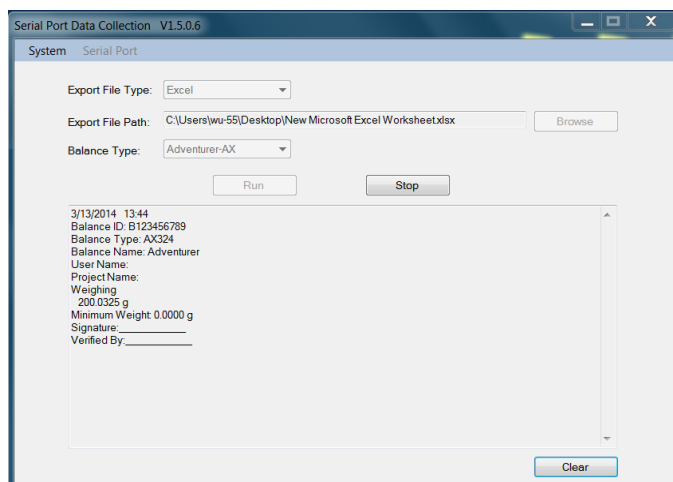 Serial Port Data Collection V1.5.0.6
System Serial Port
Export File Type: Excel
Export File Path: C:\Users\wu-55\Desktop\New Microsoft Excel Worksheet.xlsx Browse
Balance Type: Adventurer-AX
Run Stop
3/13/2014 13:44
Balance ID: B123456789
Balance Type: AX324
Balance Name: Adventurer
User Name:
Project Name:
Weighing
200.0325 g
Minimum Weight: 0.0000 g
Signature:____________
Verified By:____________
Clear